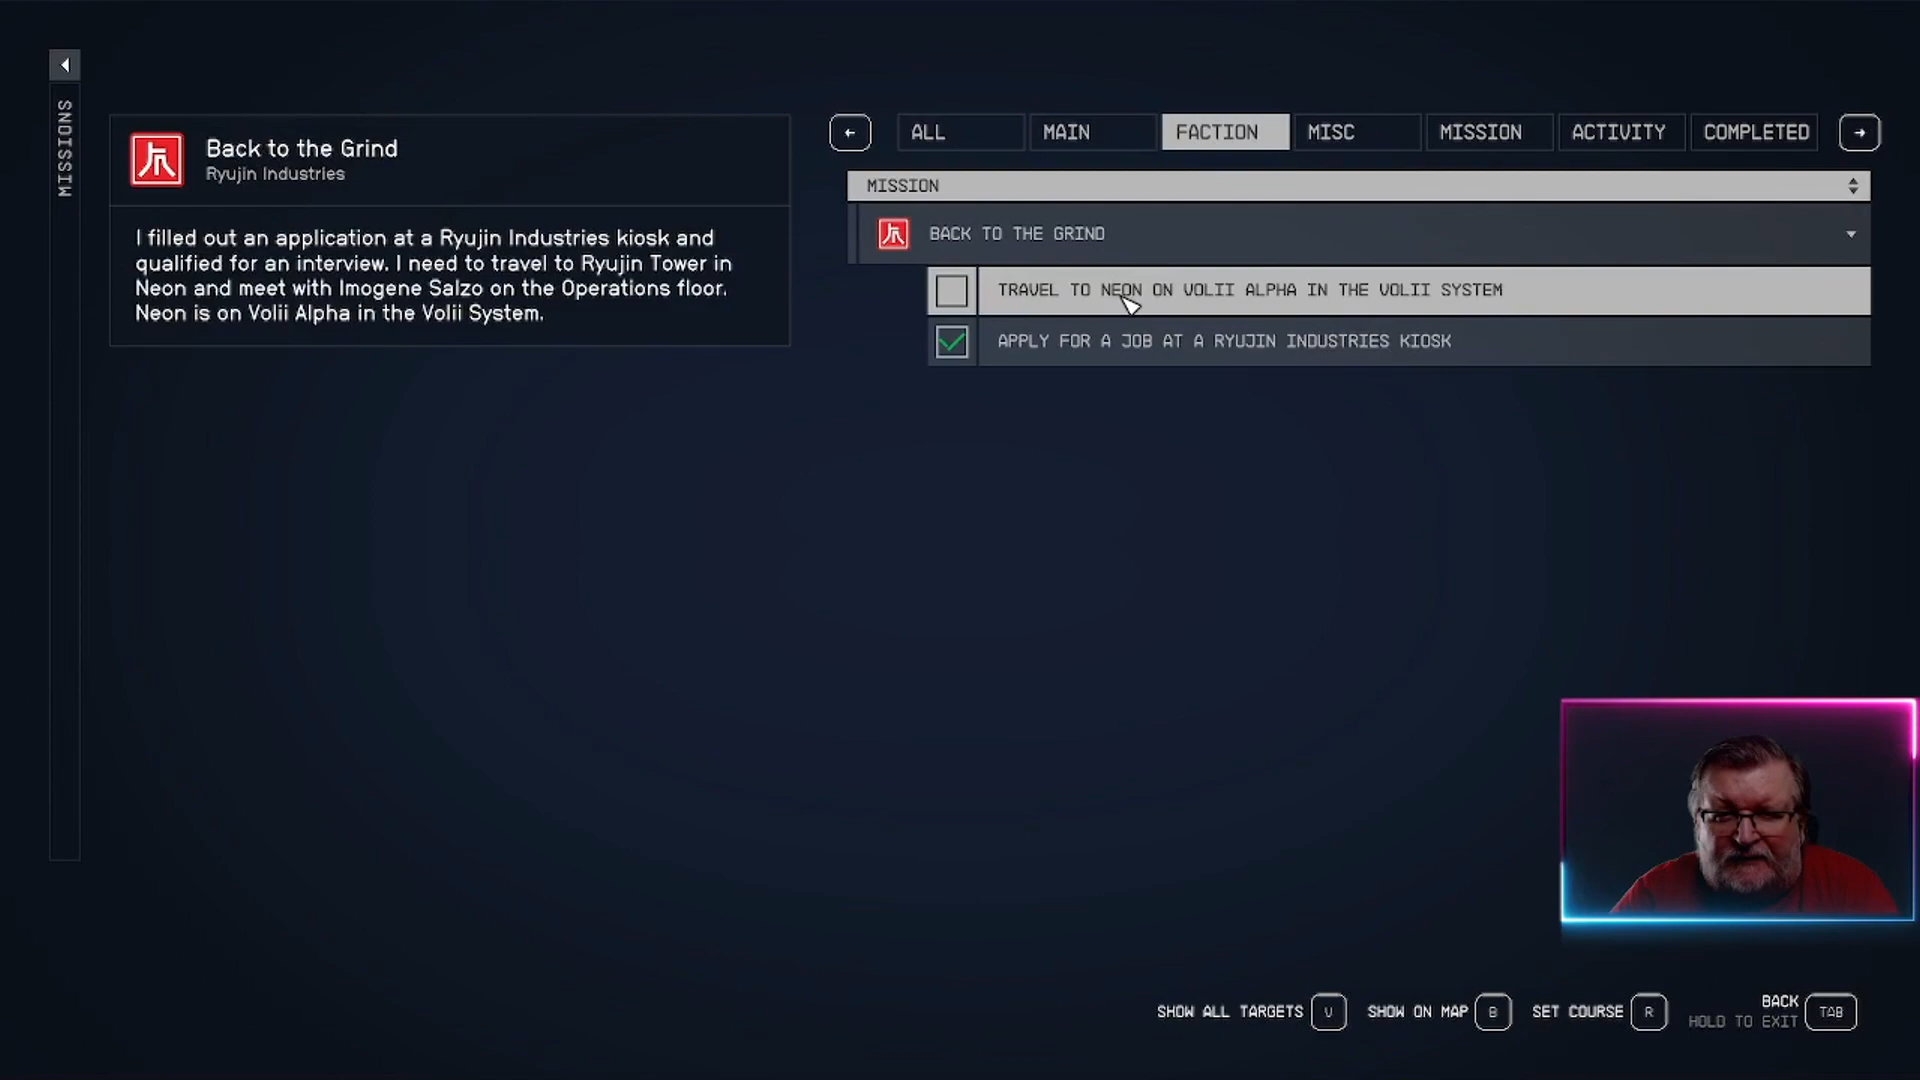 MISSIONS
Back to the Grind
Ryujin Industries
I filled out an application at a Ryujin Industries kiosk and
qualified for an interview. I need to travel to Ryujin Tower in
Neon and meet with Imogene Salzo on the Operations floor.
Neon is on Volii Alpha in the Volii System.
ALL MAIN FACTION MISC MISSION ACTIVITY COMPLETED
MISSION
BACK TO THE GRIND
TRAVEL TO NEON ON VOLII ALPHA IN THE VOLII SYSTEM
APPLY FOR A JOB AT A RYUJIN INDUSTRIES KIOSK
SHOW ALL TARGETS V SHOW ON MAP B SET COURSE R BACK TAB
HOLD TO EXIT